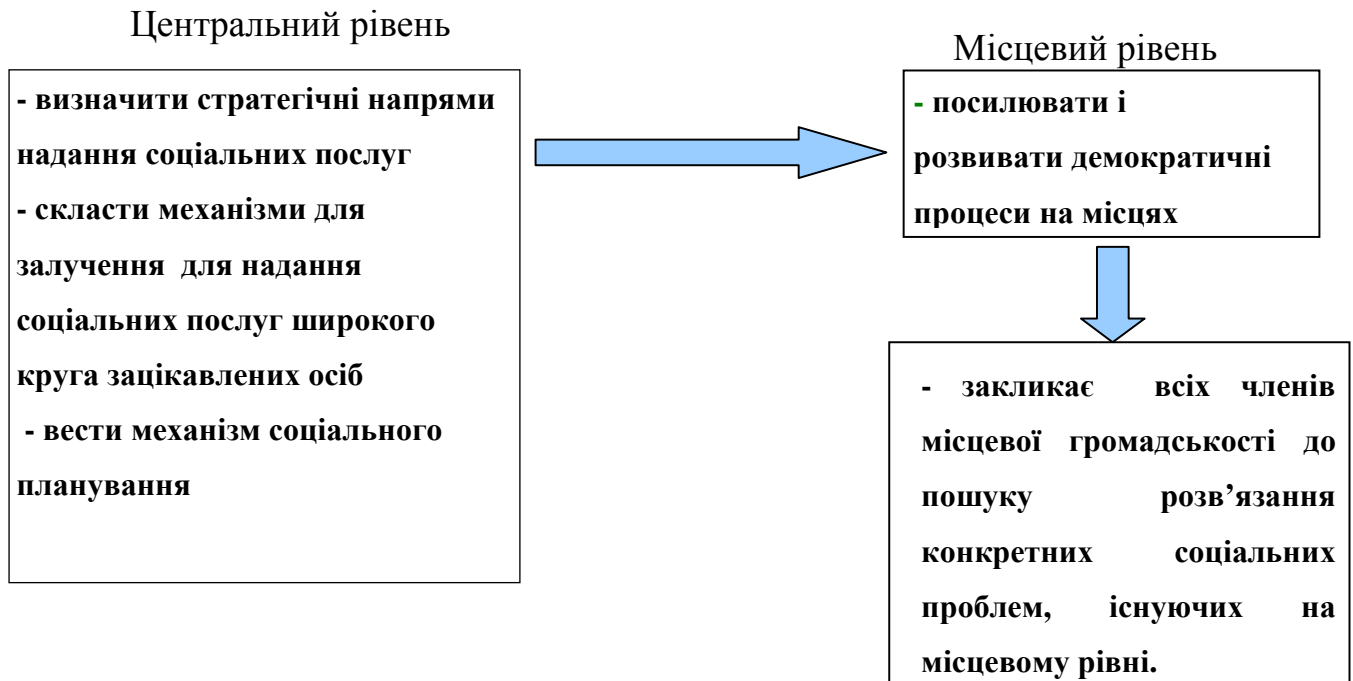 Центральний рівень
- визначити стратегічні напрями
надання соціальних послуг
- скласти механізми для
залучення для надання
соціальних послуг широкого
круга зацікавлених осіб
- вести механізм соціального
планування
Місцевий рівень
- посилювати і
розвивати демократичні
процеси на місцях
- закликає всіх членів
місцевої громадськості до
пошуку розв’язання
конкретних соціальних
проблем, існуючих на
місцевому рівні.